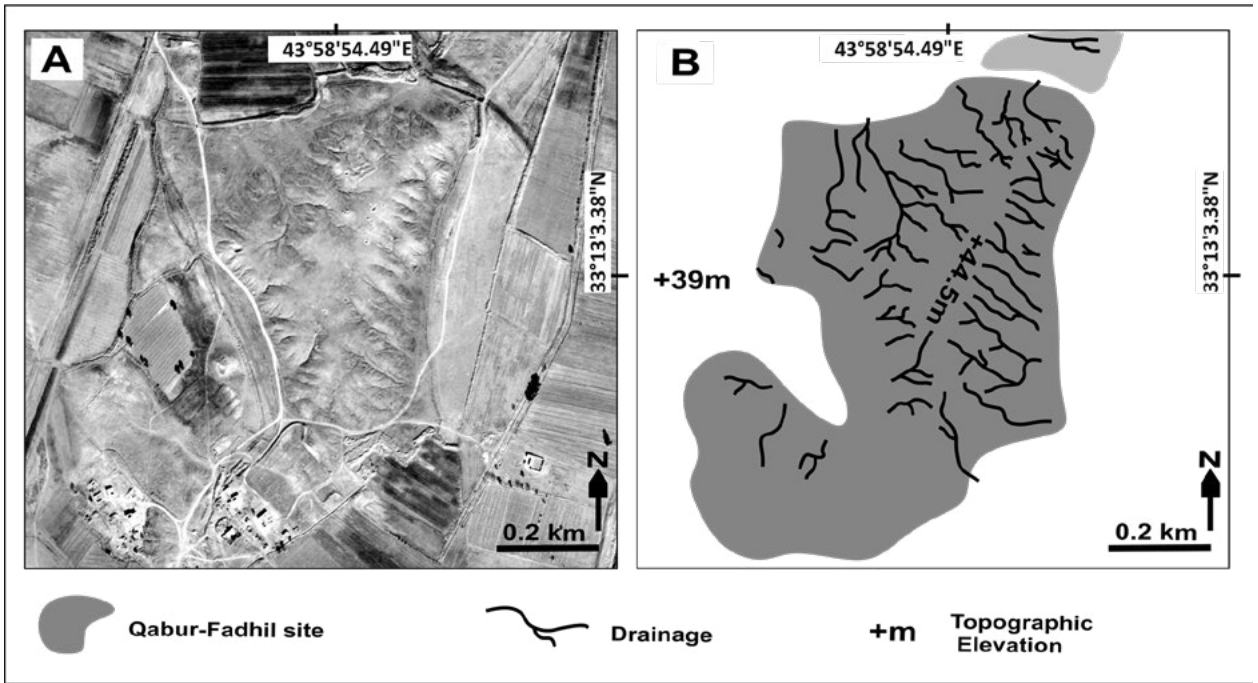 A
43°58'54.49"E
33°13'3.38"N
N
0.2 km
B
43°58'54.49"E
33°13'3.38"N
+39m
+44.5m
N
0.2 km
Qabur-Fadhil site
Drainage
+m
Topographic
Elevation